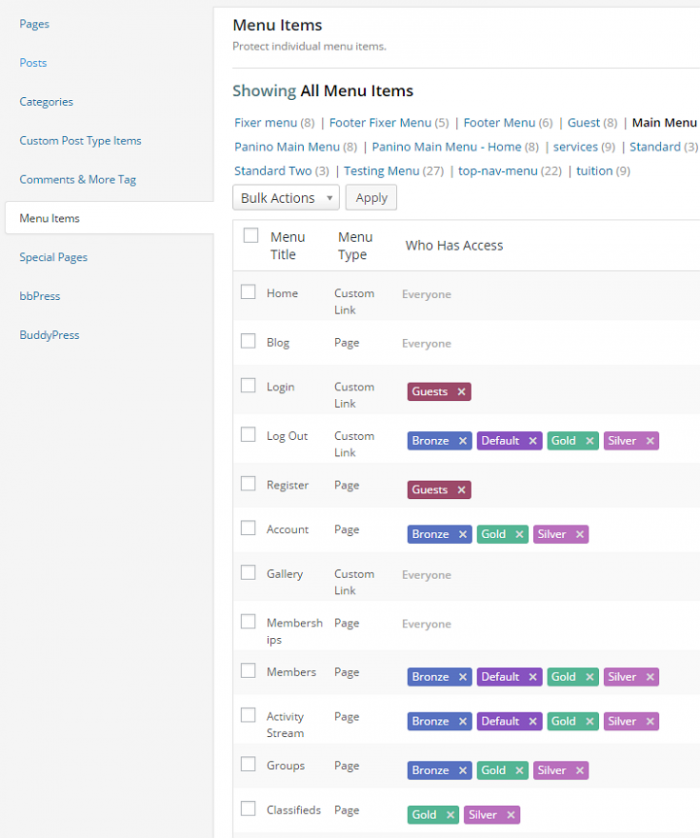 Pages
Posts
Categories
Custom Post Type Items
Comments & More Tag
Menu Items
Special Pages
bbPress
BuddyPress
Menu Items
Protect individual menu items.
Showing All Menu Items
Fixer menu (8) | Footer Fixer Menu (5) | Footer Menu (6) | Guest (8) | Main Menu
Panino Main Menu (8) | Panino Main Menu - Home (8) | services (9) | Standard (3)
Standard Two (3) | Testing Menu (27) | top-nav-menu (22) | tuition (9)
Bulk Actions Apply
Menu Menu Who Has Access
Title Type
Home Custom Everyone
Link
Blog Page Everyone
Login Custom Guests ×
Link
Log Out Custom Bronze × Default × Gold × Silver ×
Link
Register Page Guests ×
Account Page Bronze × Gold × Silver ×
Gallery Custom Everyone
Link
Membersh Page Everyone
ips
Members Page Bronze × Default × Gold × Silver ×
Activity Page Bronze × Default × Gold × Silver ×
Stream
Groups Page Bronze × Gold × Silver ×
Classifieds Page Gold × Silver ×